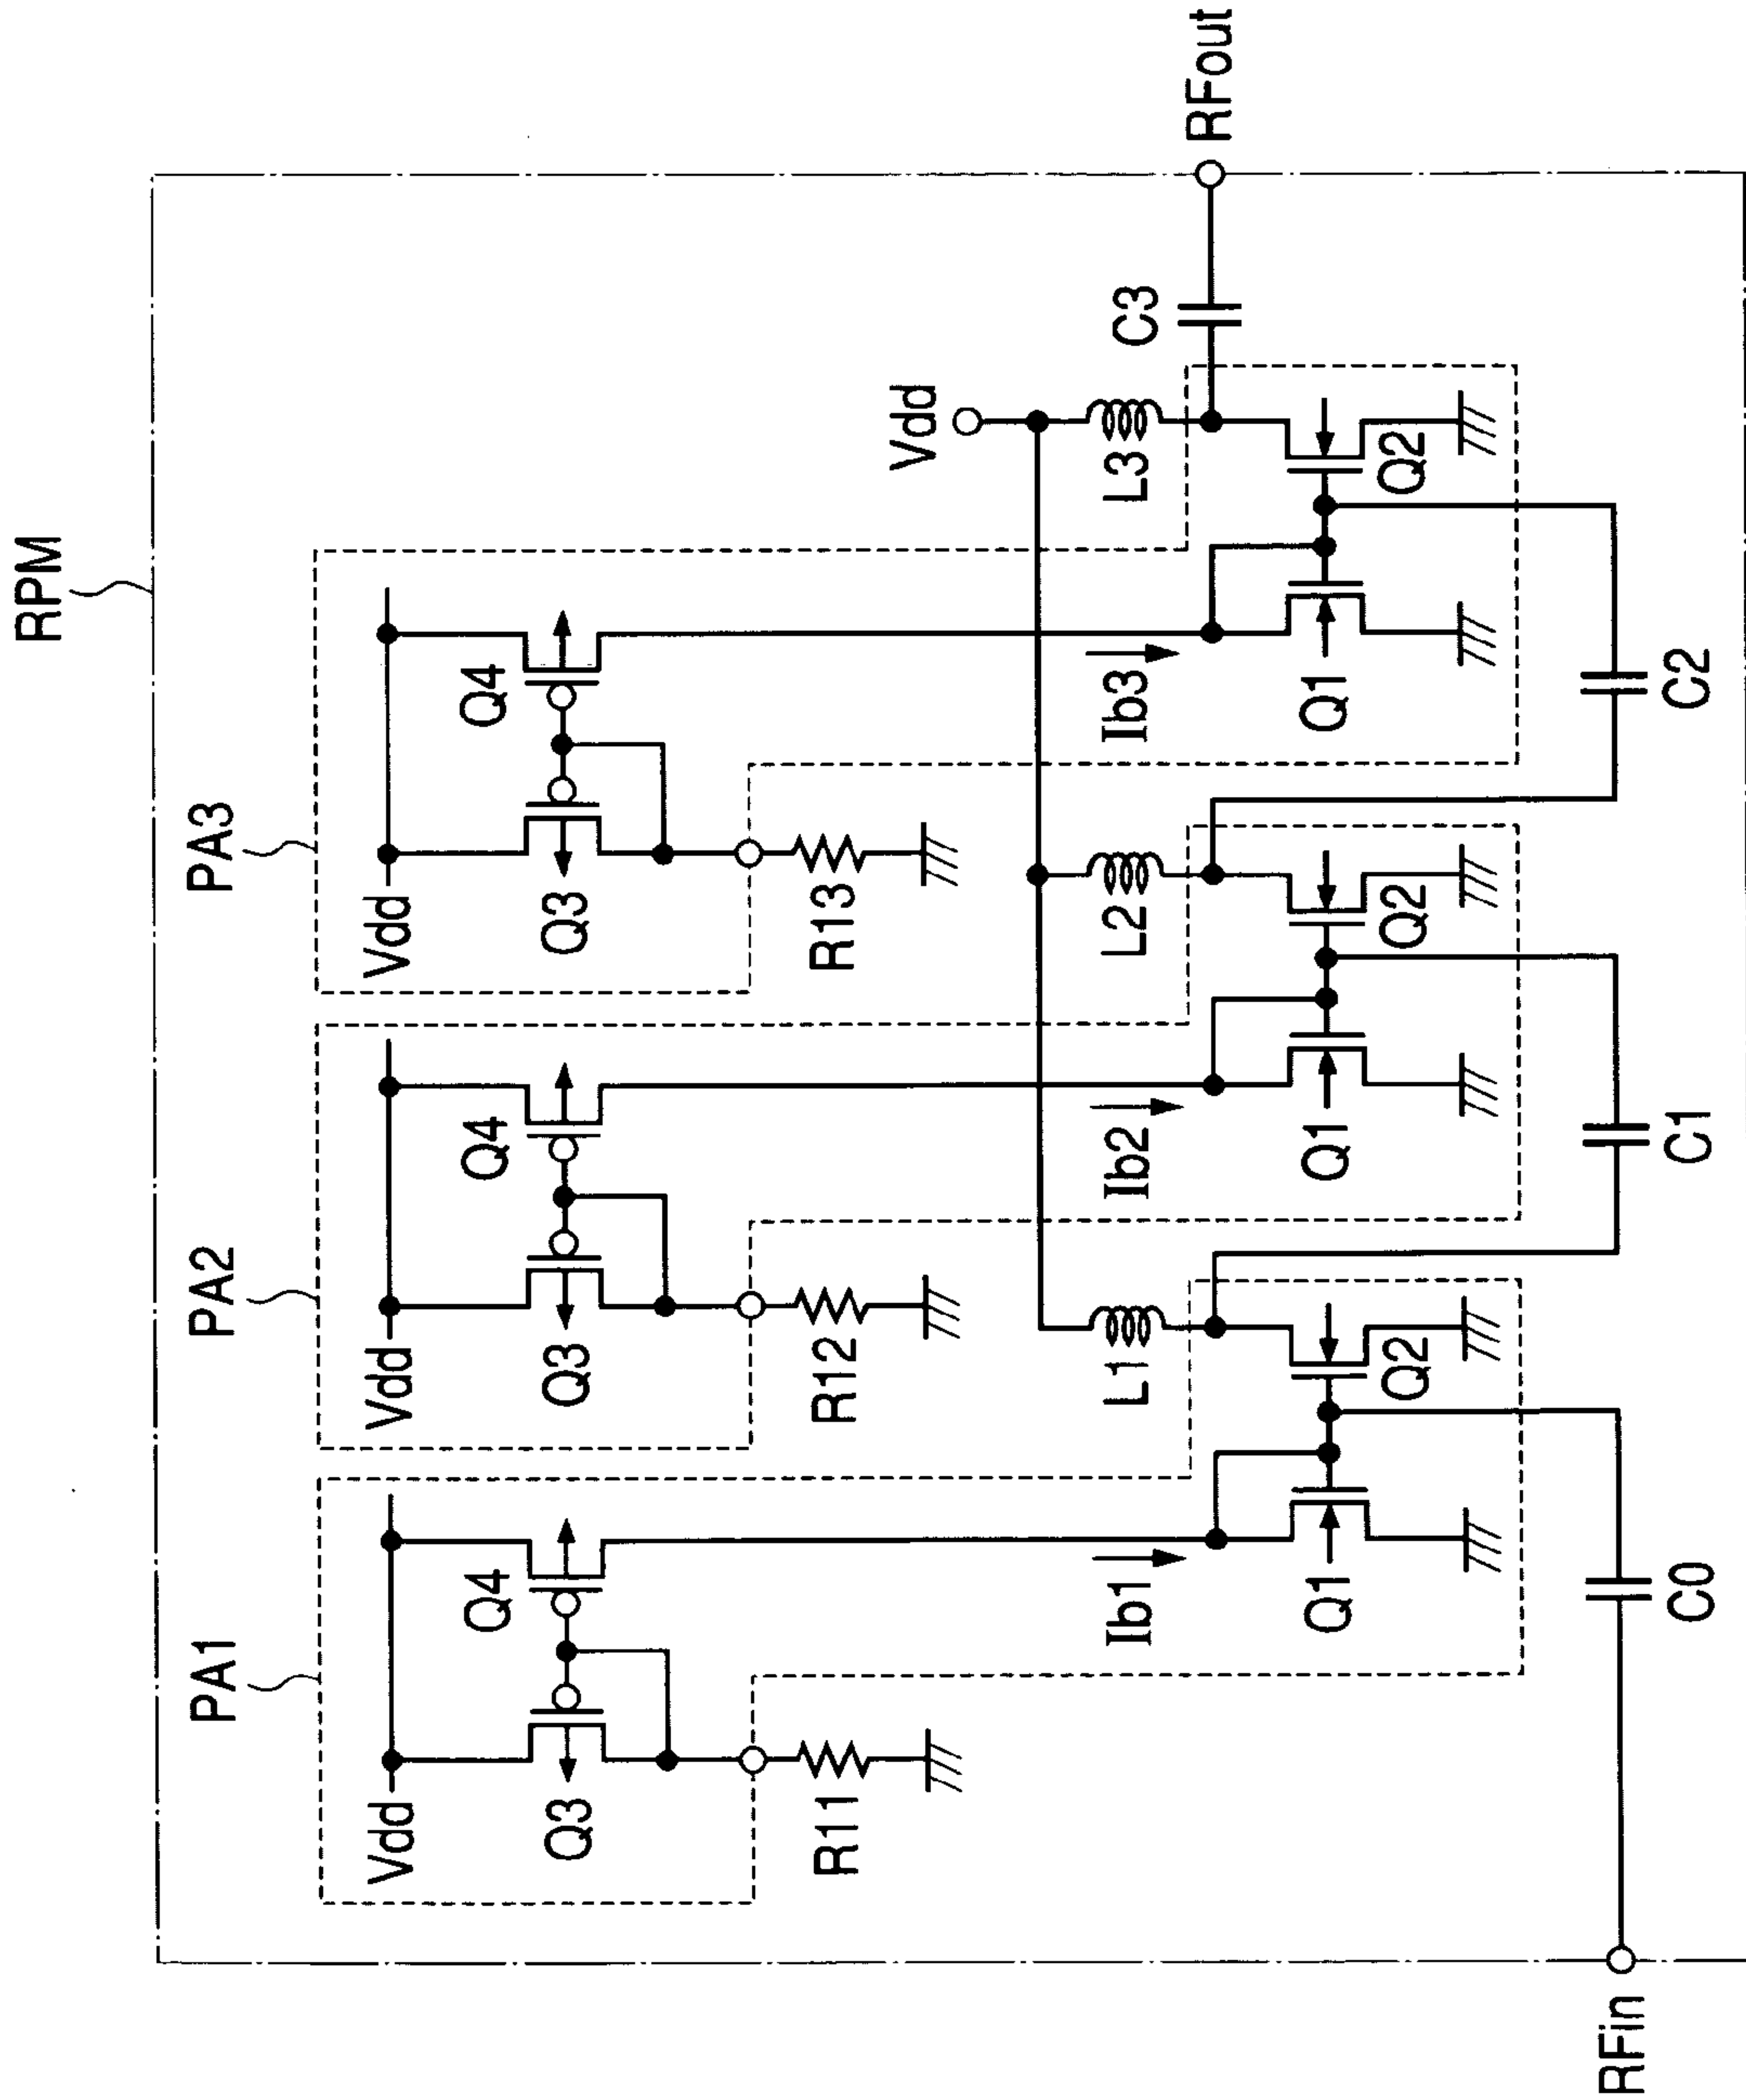 RPM
PA1
PA2
PA3
Vdd
Q3
Q4
R11
Vdd
Q3
Q4
R12
Vdd
Q3
Q4
R13
Vdd
L1
L2
L3
C3
RFout
Ib1
Q1
Q2
Ib2
Q1
Q2
Ib3
Q1
Q2
C0
C1
C2
RFin